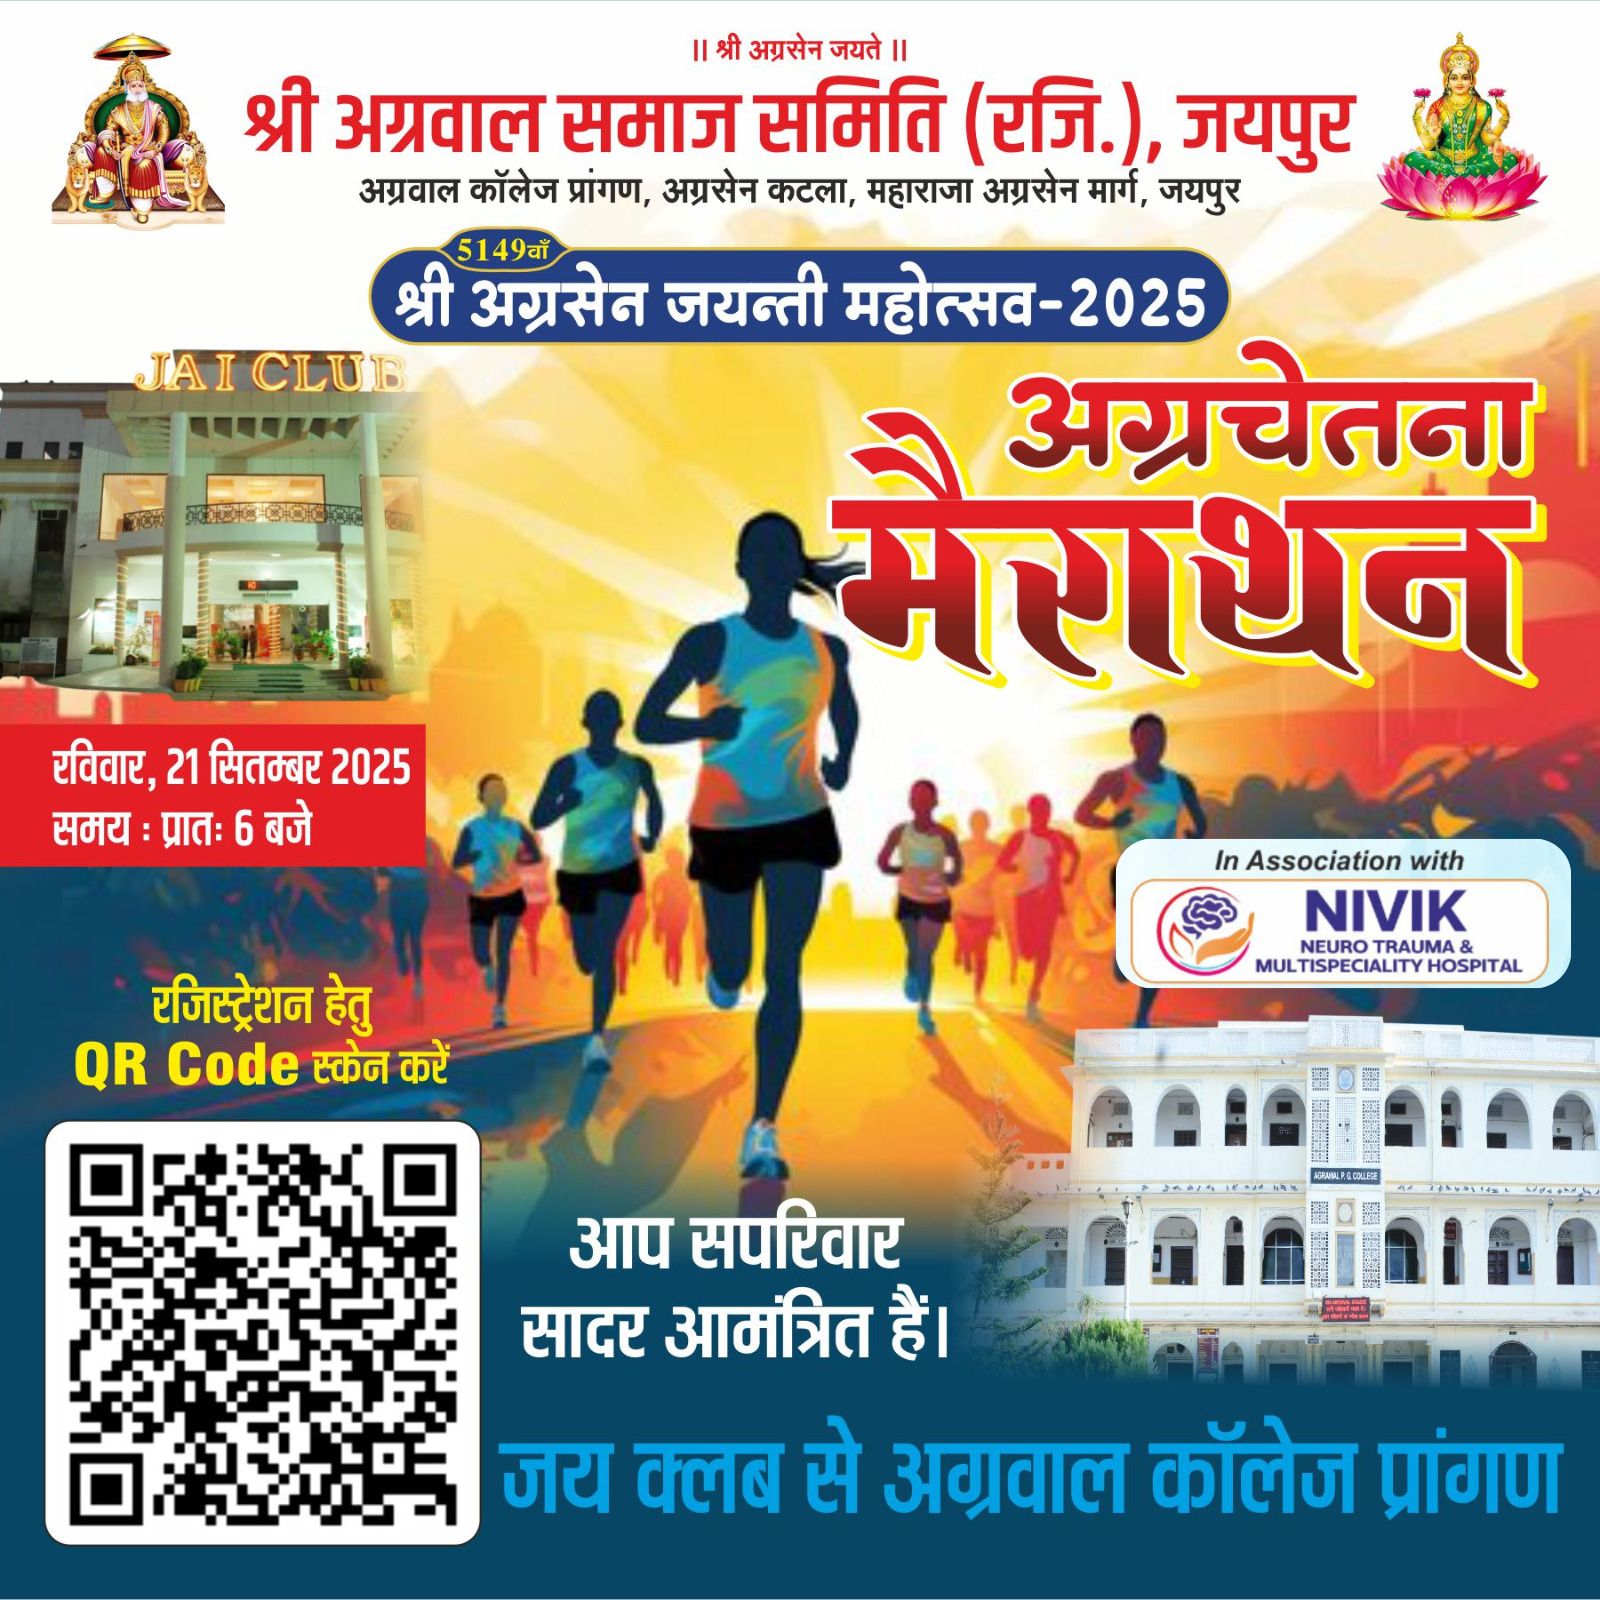 || श्री अग्रसेन जयते ||
श्री अग्रवाल समाज समिति (रजि.), जयपुर
अग्रवाल कॉलेज प्रांगण, अग्रसेन कटला, महाराजा अग्रसेन मार्ग, जयपुर
5149वाँ
श्री अग्रसेन जयन्ती महोत्सव-2025
JAI CLUB
अग्रचेतना
मैराथन
रविवार, 21 सितम्बर 2025
समय : प्रातः 6 बजे
In Association with
NIVIK
NEURO TRAUMA &
MULTISPECIALITY HOSPITAL
रजिस्ट्रेशन हेतु
QR Code स्केन करें
AGRAWAL P. G. COLLEGE
आप सपरिवार
सादर आमंत्रित हैं।
जय क्लब से अग्रवाल कॉलेज प्रांगण